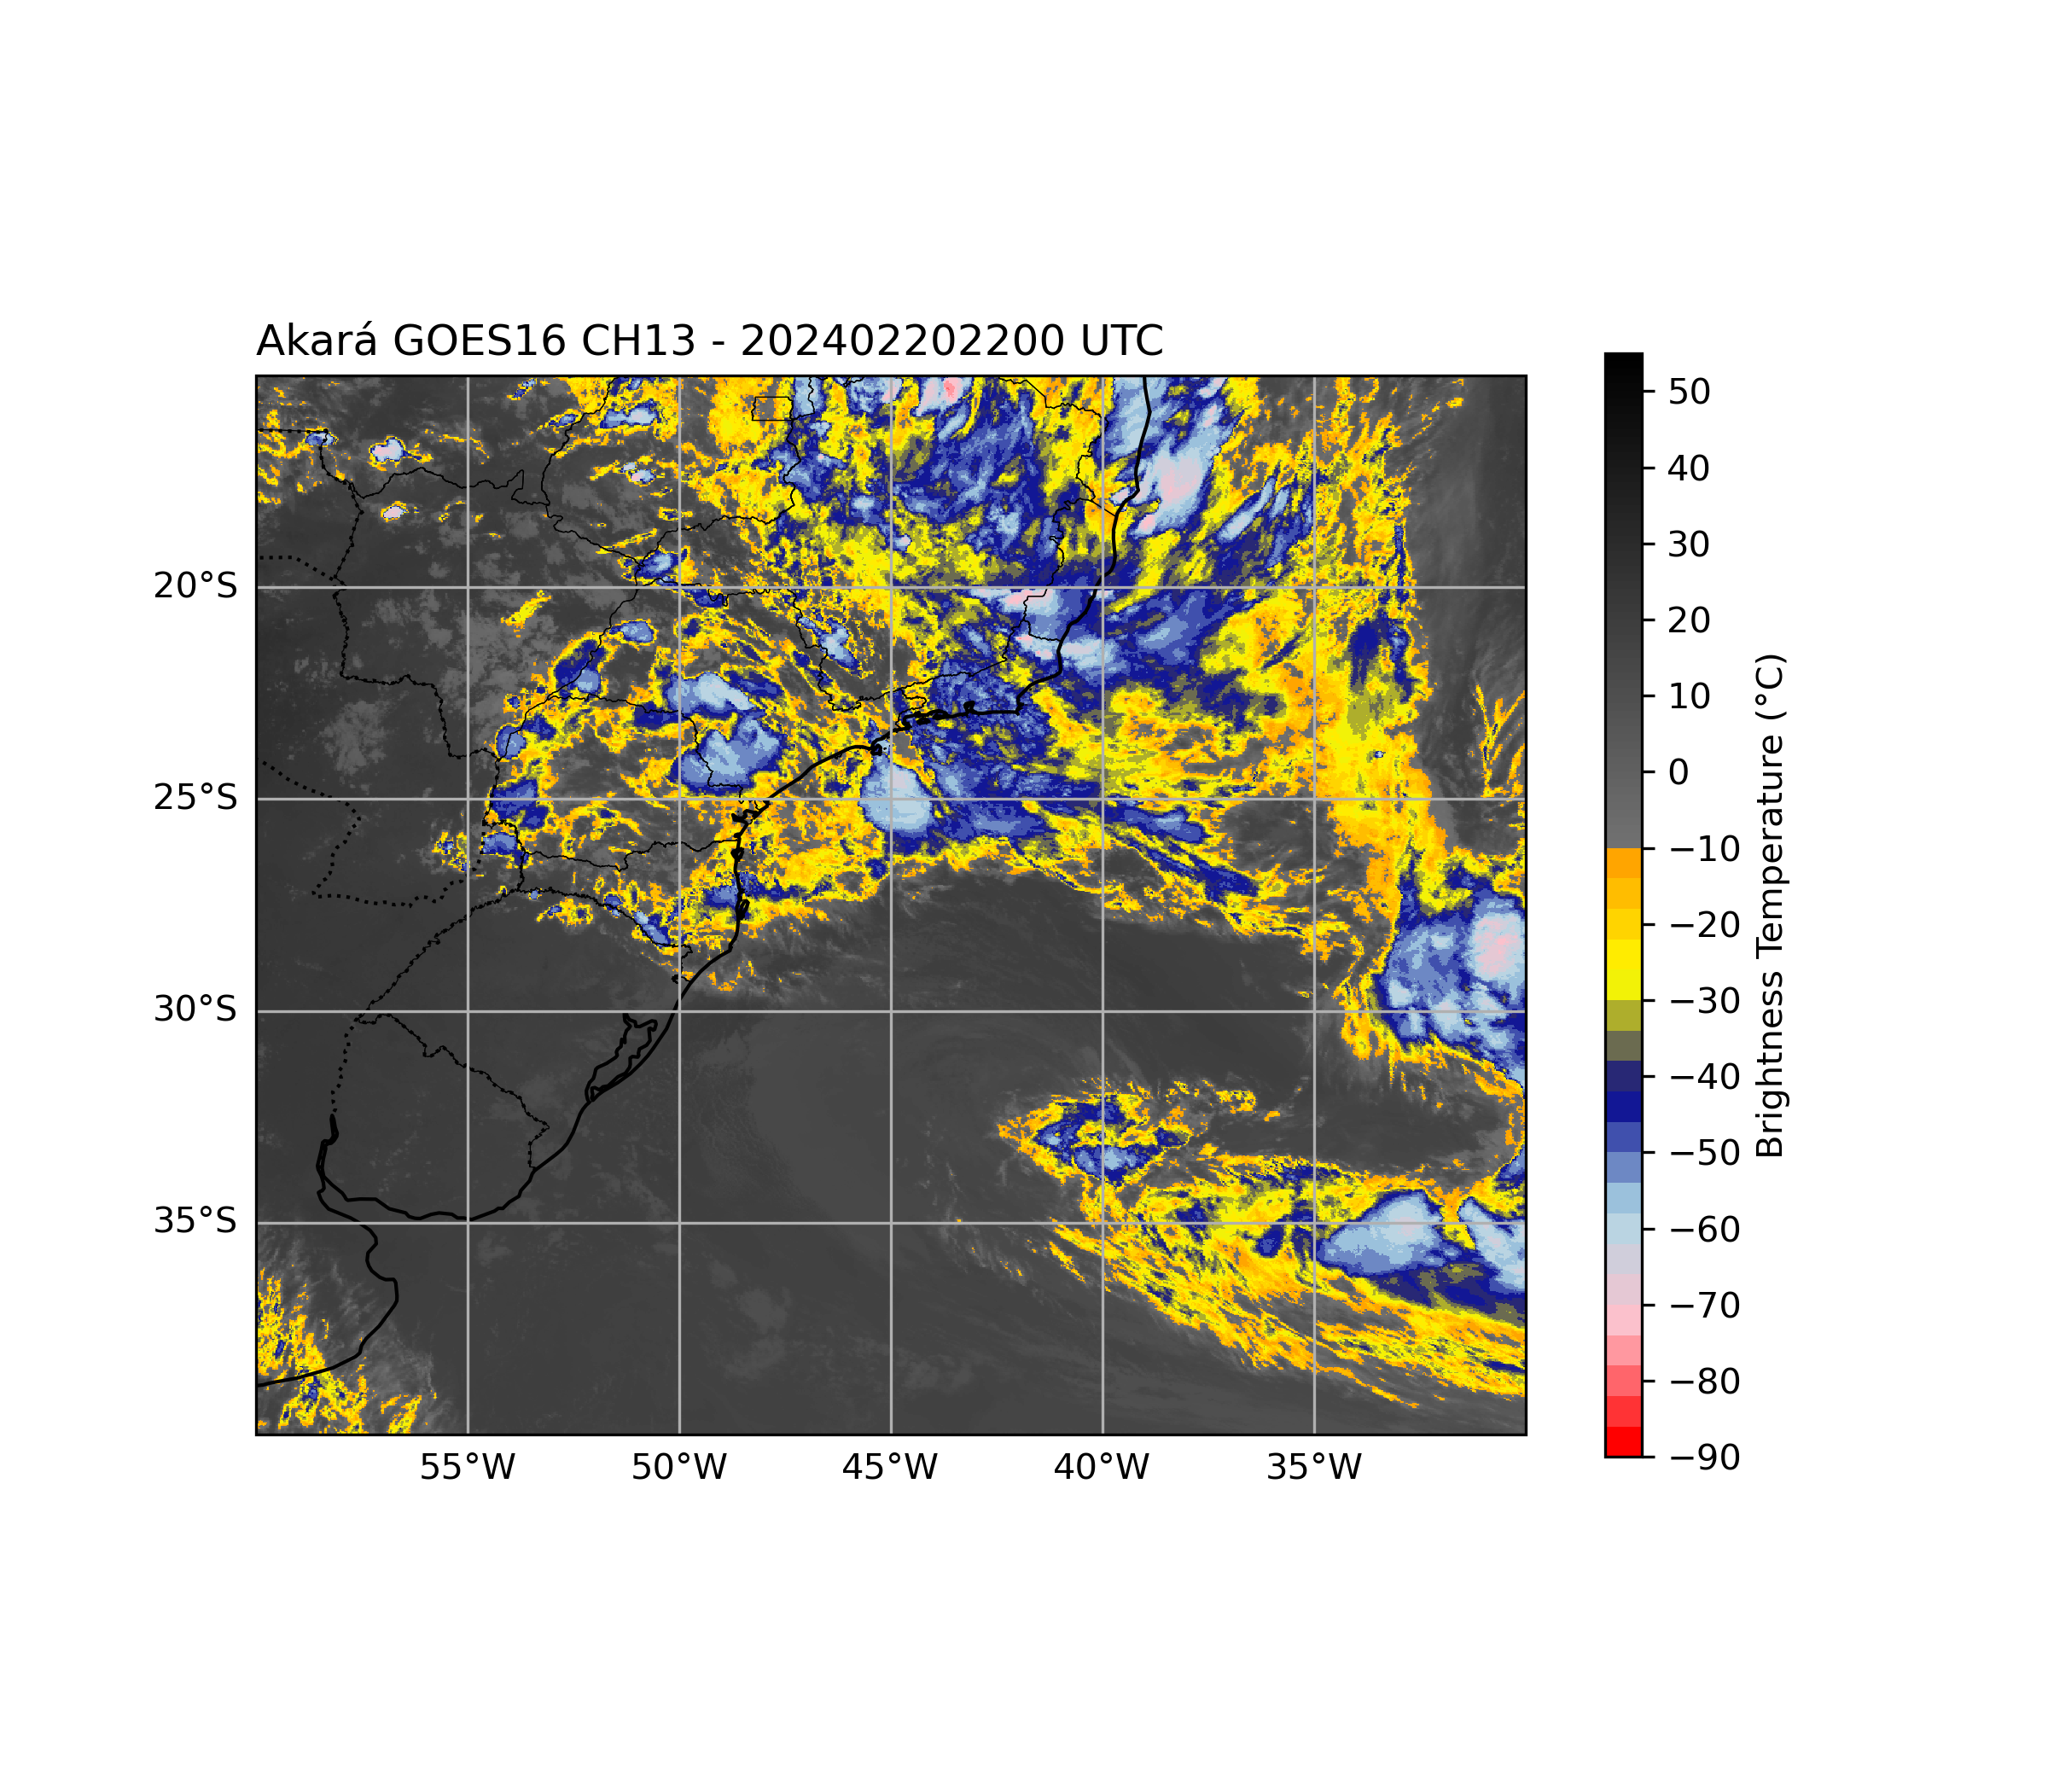 Akará GOES16 CH13 - 202402202200 UTC
20°S
25°S
30°S
35°S
55°W
50°W
45°W
40°W
35°W
50
40
30
20
10
0
−10
−20
−30
−40
−50
−60
−70
−80
−90
Brightness Temperature (°C)